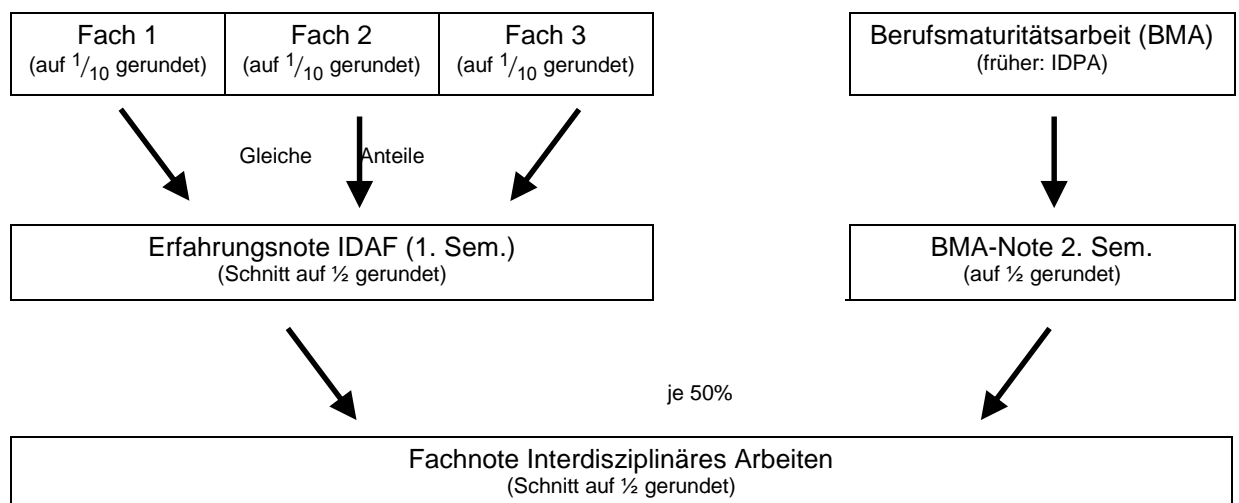 Fach 1
(auf 1/10 gerundet)
Fach 2
(auf 1/10 gerundet)
Fach 3
(auf 1/10 gerundet)
Berufsmaturitätsarbeit (BMA)
(früher: IDPA)
Gleiche Anteile
Erfahrungsnote IDAF (1. Sem.)
(Schnitt auf ½ gerundet)
BMA-Note 2. Sem.
(auf ½ gerundet)
je 50%
Fachnote Interdisziplinäres Arbeiten
(Schnitt auf ½ gerundet)